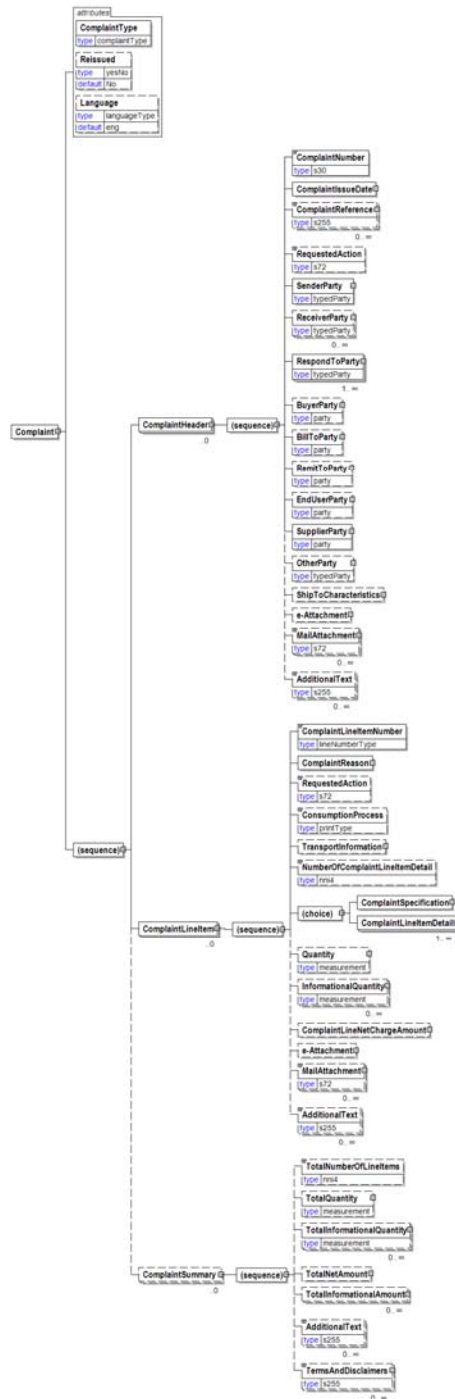 attributes
ComplaintType
type complaintType
Reissued
type yesNo
default No
Language
type languageType
default eng
Complaint
(sequence)
ComplaintHeader
..0
(sequence)
ComplaintNumber
type s30
ComplaintIssueDate
ComplaintReference
type s255
0..∞
RequestedAction
type s72
SenderParty
type typedParty
ReceiverParty
type typedParty
0..∞
RespondToParty
type typedParty
1..∞
BuyerParty
type party
BillToParty
type party
RemitToParty
type party
EndUserParty
type party
SupplierParty
type party
OtherParty
type typedParty
ShipToCharacteristics
e-Attachment
MailAttachment
type s72
0..∞
AdditionalText
type s255
0..∞
ComplaintLineItem
..0
(sequence)
ComplaintLineItemNumber
type lineNumberType
ComplaintReason
RequestedAction
type s72
ConsumptionProcess
type printType
TransportInformation
NumberOfComplaintLineItemDetail
type nni4
(choice)
ComplaintSpecification
ComplaintLineItemDetail
1..∞
Quantity
type measurement
InformationalQuantity
type measurement
0..∞
ComplaintLineNetChargeAmount
e-Attachment
MailAttachment
type s72
0..∞
AdditionalText
type s255
0..∞
ComplaintSummary
..0
(sequence)
TotalNumberOfLineItems
type nni4
TotalQuantity
type measurement
TotalInformationalQuantity
type measurement
0..∞
TotalNetAmount
TotalInformationalAmount
0..∞
AdditionalText
type s255
0..∞
TermsAndDisclaimers
type s255
0..∞